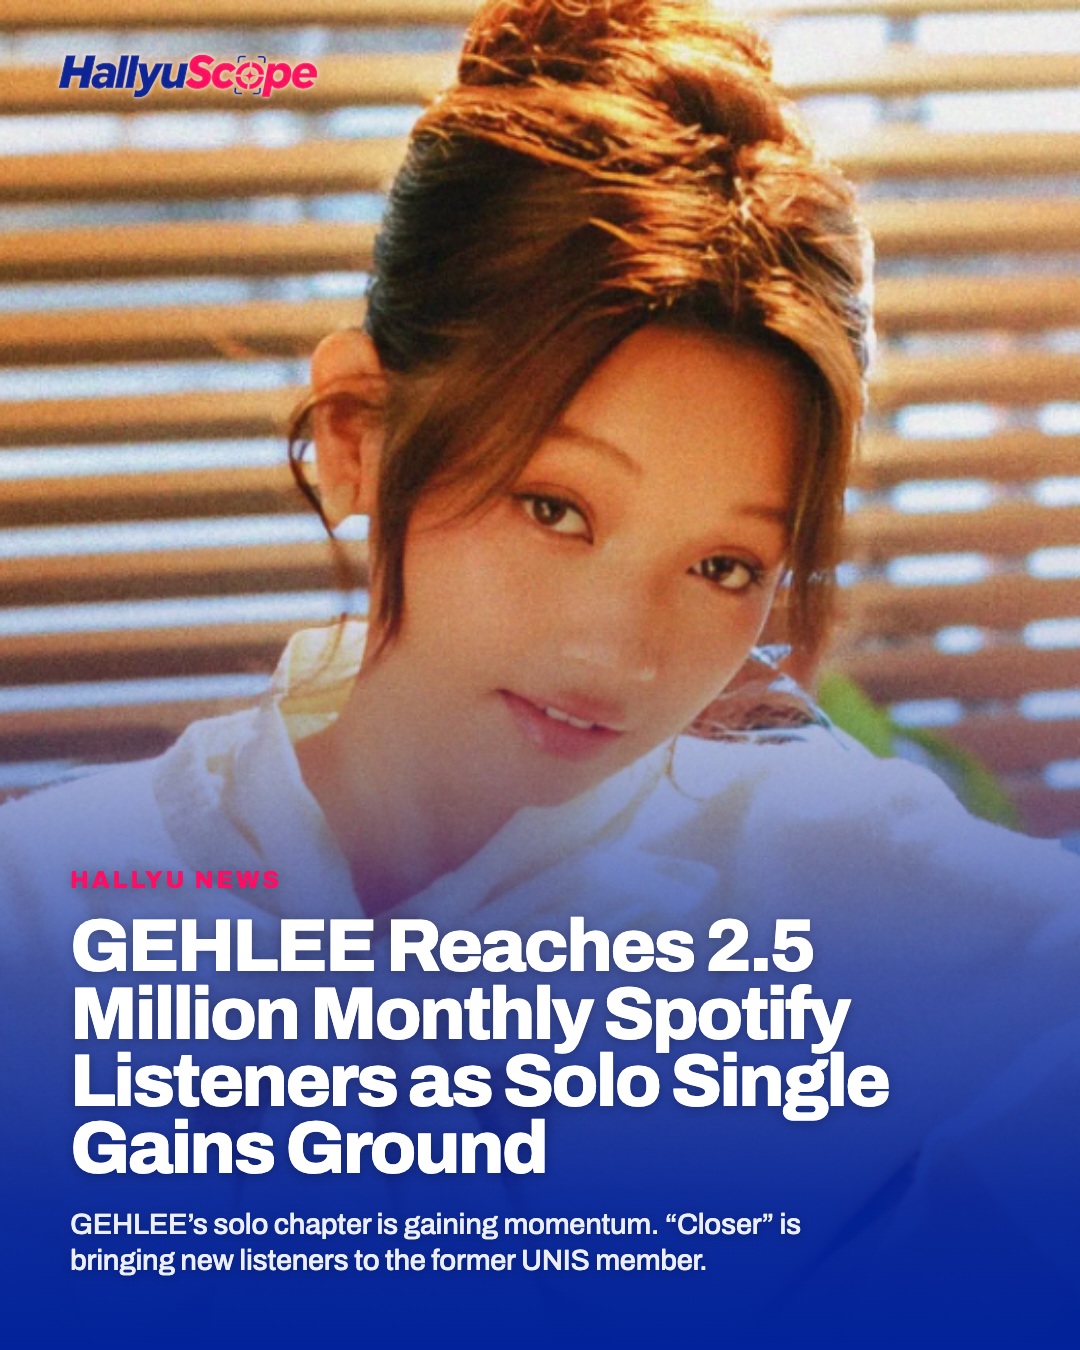 HallyuScope
HALLYU NEWS
GEHLEE Reaches 2.5
Million Monthly Spotify
Listeners as Solo Single
Gains Ground
GEHLEE’s solo chapter is gaining momentum. “Closer” is
bringing new listeners to the former UNIS member.